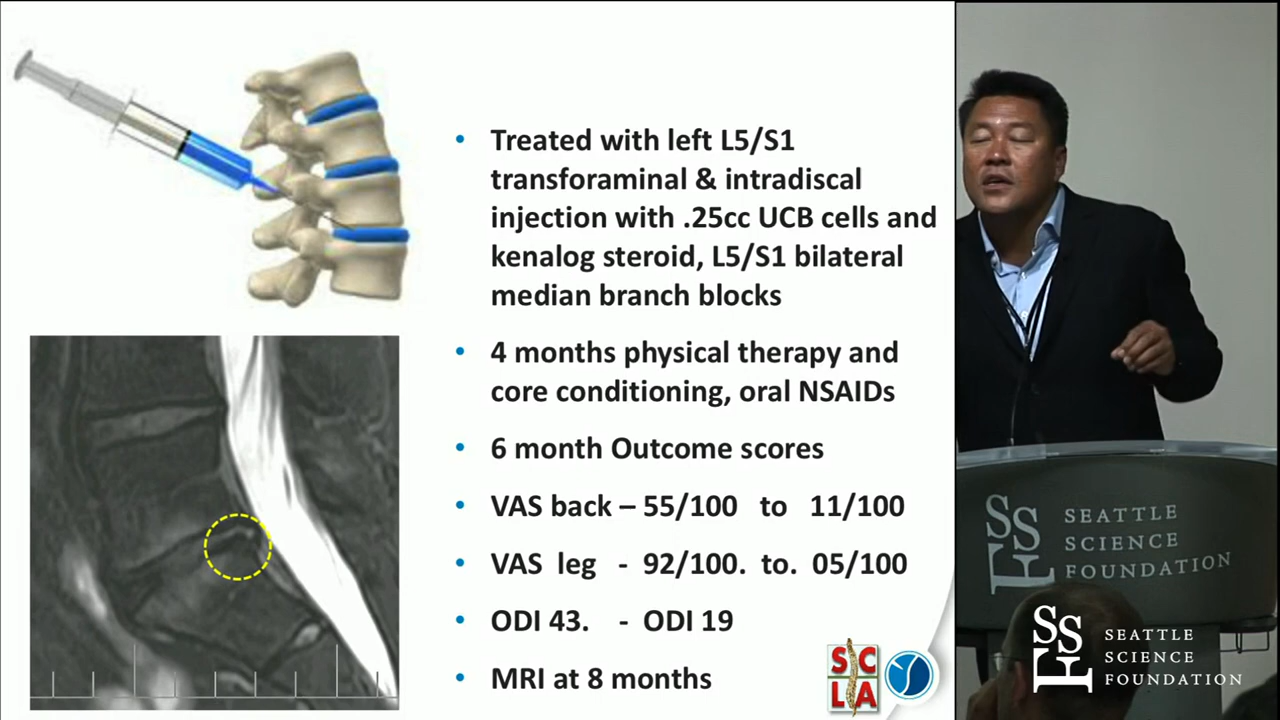 • Treated with left L5/S1
transforaminal & intradiscal
injection with .25cc UCB cells and
kenalog steroid, L5/S1 bilateral
median branch blocks
• 4 months physical therapy and
core conditioning, oral NSAIDs
• 6 month Outcome scores
• VAS back – 55/100 to 11/100
• VAS leg - 92/100. to. 05/100
• ODI 43. - ODI 19
• MRI at 8 months
SC
LA
SSF
SEATTLE
SCIENCE
FOUNDATION
SSF
SEATTLE
SCIENCE
FOUNDATION